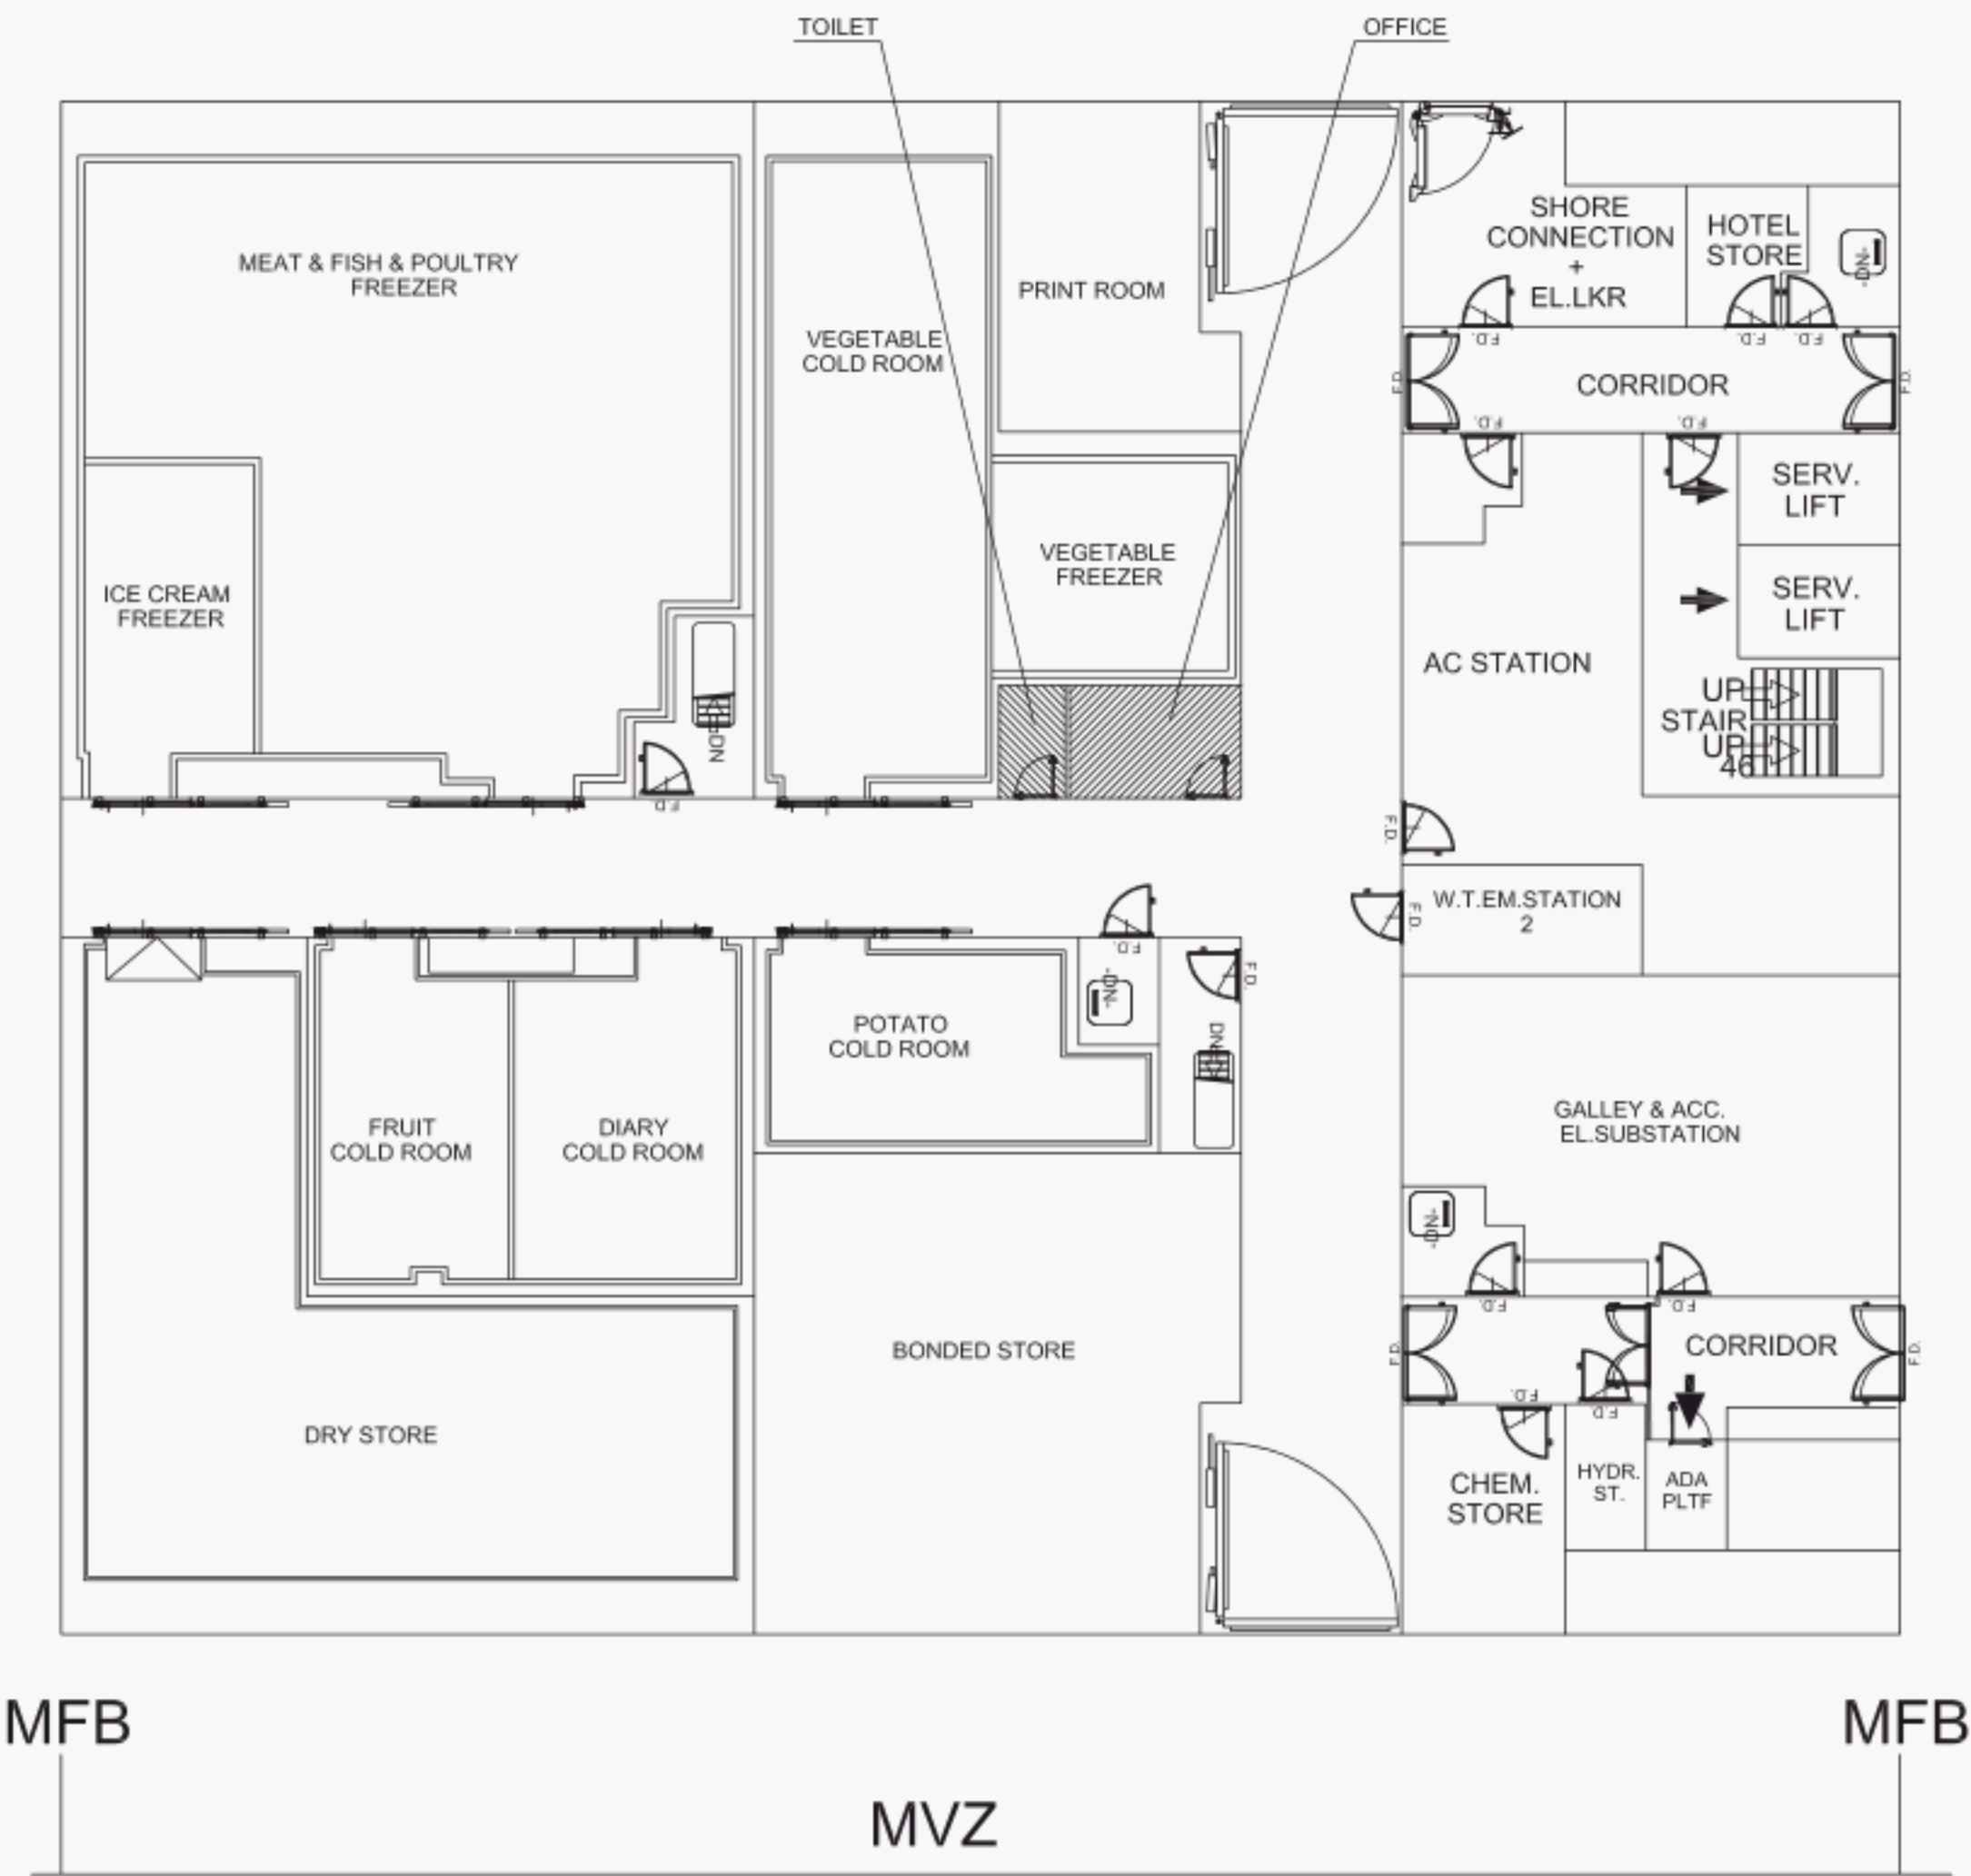 TOILET
OFFICE
MEAT & FISH & POULTRY
FREEZER
ICE CREAM
FREEZER
DN
F.D.
VEGETABLE
COLD ROOM
PRINT ROOM
VEGETABLE
FREEZER
SHORE
CONNECTION
+
EL.LKR
HOTEL
STORE
-DN-
F.D.
F.D.
F.D.
F.D.
CORRIDOR
F.D.
F.D.
F.D.
SERV.
LIFT
SERV.
LIFT
AC STATION
UP
STAIR
UP
46
F.D.
W.T.EM.STATION
2
F.D.
F.D.
-DN-
F.D.
DN
POTATO
COLD ROOM
FRUIT
COLD ROOM
DIARY
COLD ROOM
GALLEY & ACC.
EL.SUBSTATION
-DN-
F.D.
F.D.
F.D.
CORRIDOR
F.D.
F.D.
F.D.
BONDED STORE
DRY STORE
CHEM.
STORE
HYDR.
ST.
ADA
PLTF
MFB
MFB
MVZ